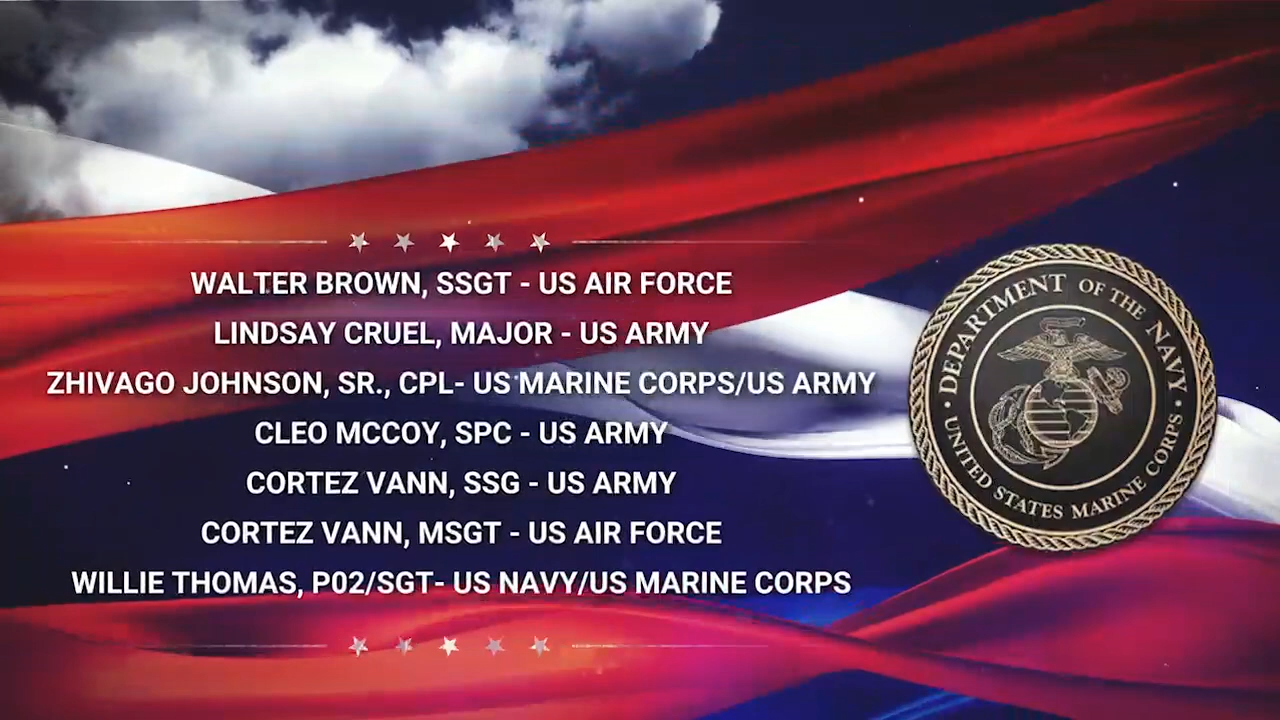 WALTER BROWN, SSGT - US AIR FORCE
LINDSAY CRUEL, MAJOR - US ARMY
ZHIVAGO JOHNSON, SR., CPL- US MARINE CORPS/US ARMY
CLEO MCCOY, SPC - US ARMY
CORTEZ VANN, SSG - US ARMY
CORTEZ VANN, MSGT - US AIR FORCE
WILLIE THOMAS, P02/SGT- US NAVY/US MARINE CORPS
DEPARTMENT OF THE NAVY
UNITED STATES MARINE CORPS